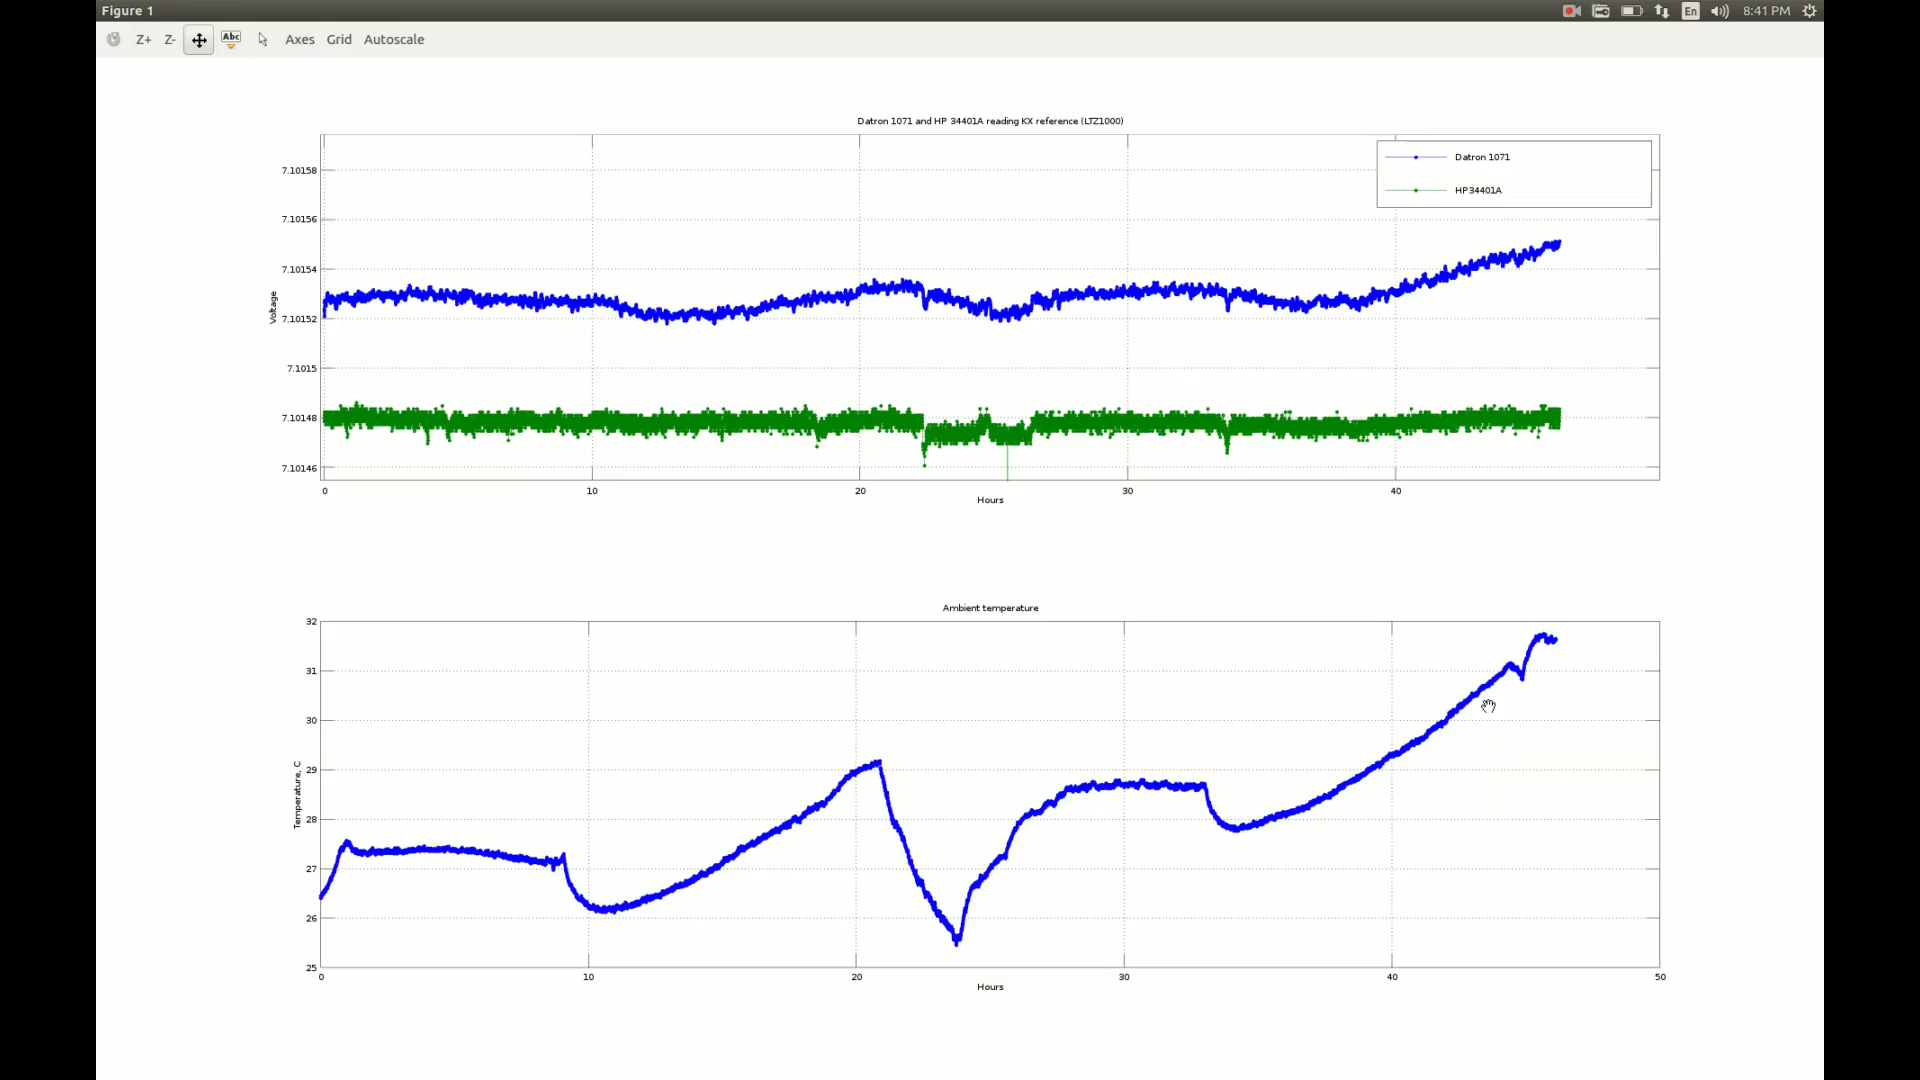 Figure 1
En
8:41 PM
Z+ Z- Abc Axes Grid Autoscale
Datron 1071 and HP 34401A reading KX reference (LTZ1000)
Datron 1071
HP34401A
7.10158
7.10156
7.10154
7.10152
7.1015
7.10148
7.10146
Voltage
0 10 20 30 40
Hours
Ambient temperature
32
31
30
29
28
27
26
25
Temperature, C
0 10 20 30 40 50
Hours